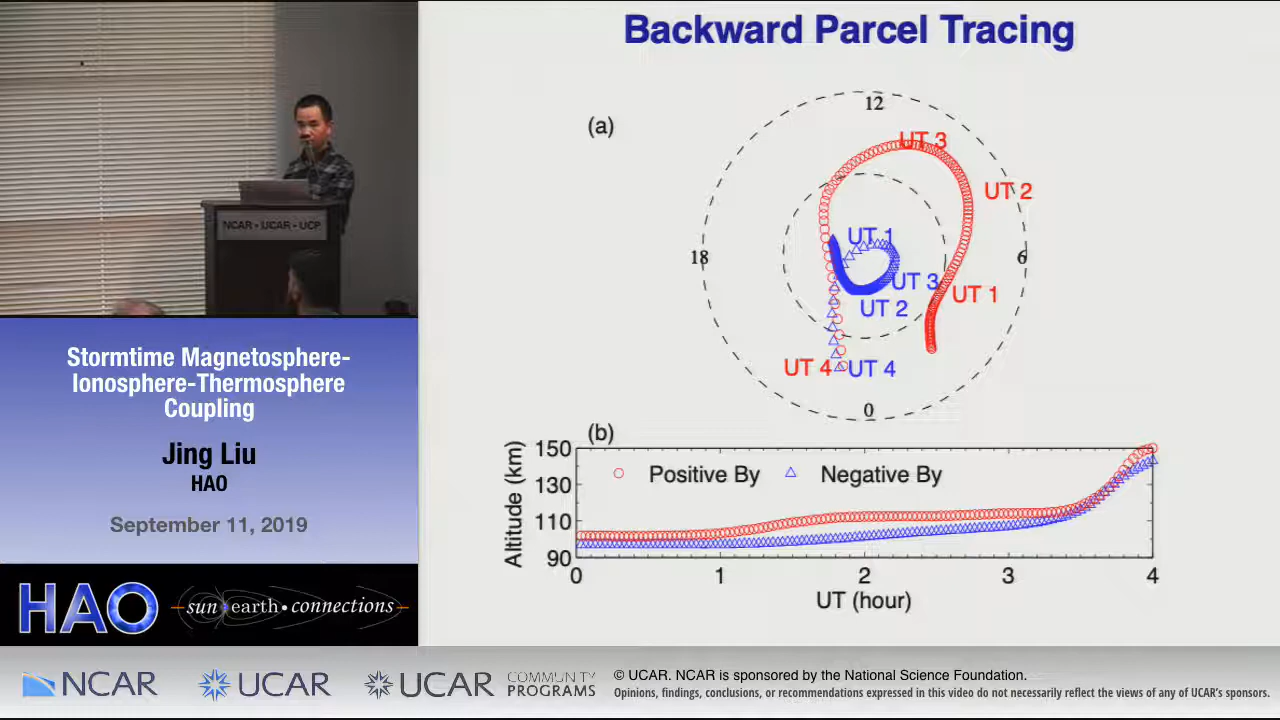 Backward Parcel Tracing
(a)
12
UT 3
UT 2
UT 1
18
6
UT 3
UT 1
UT 2
UT 4
UT 4
0
(b)
150
130
110
90
Altitude (km)
Positive By
Negative By
0
1
2
3
4
UT (hour)
NCAR • UCAR • UCP
Stormtime Magnetosphere-
Ionosphere-Thermosphere
Coupling
Jing Liu
HAO
September 11, 2019
HAO
sun earth • connections
NCAR
UCAR
UCAR
COMMUNITY
PROGRAMS
© UCAR. NCAR is sponsored by the National Science Foundation.
Opinions, findings, conclusions, or recommendations expressed in this video do not necessarily reflect the views of any of UCAR's sponsors.